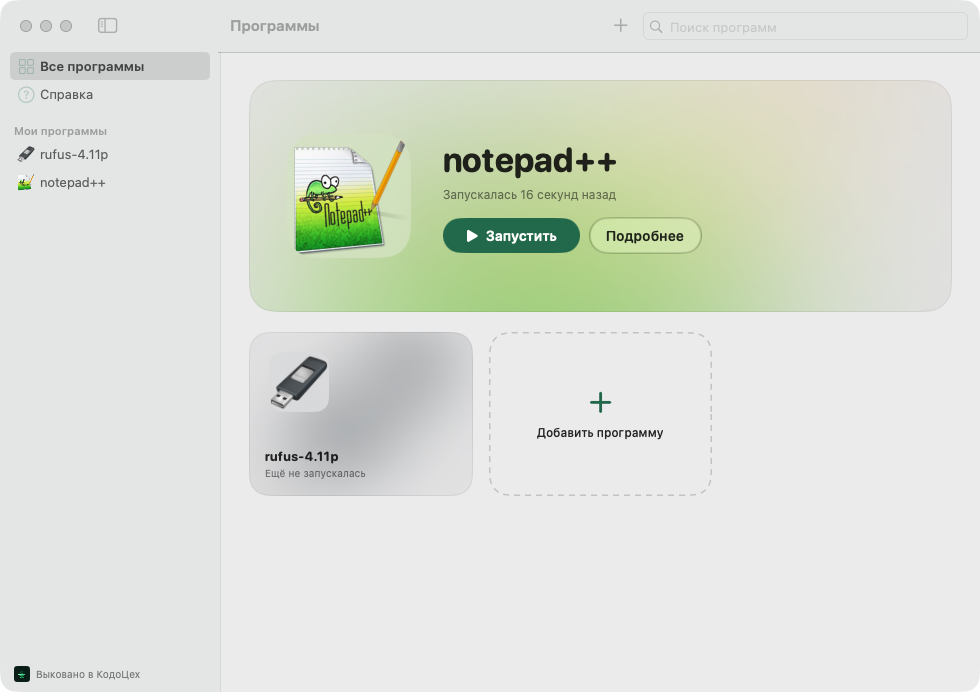 Программы
Поиск программ
Все программы
Справка
Мои программы
rufus-4.11p
notepad++
Notepad++
notepad++
Запускалась 16 секунд назад
Запустить
Подробнее
rufus-4.11p
Ещё не запускалась
Добавить программу
Выковано в КодоЦех